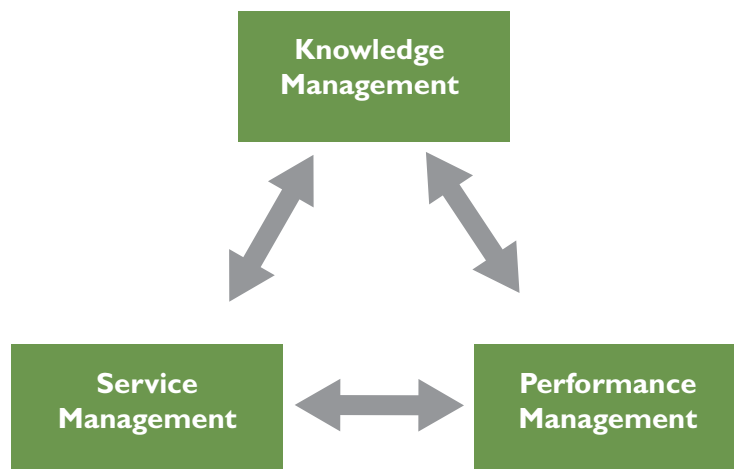 Knowledge
Management
Service
Management
Performance
Management